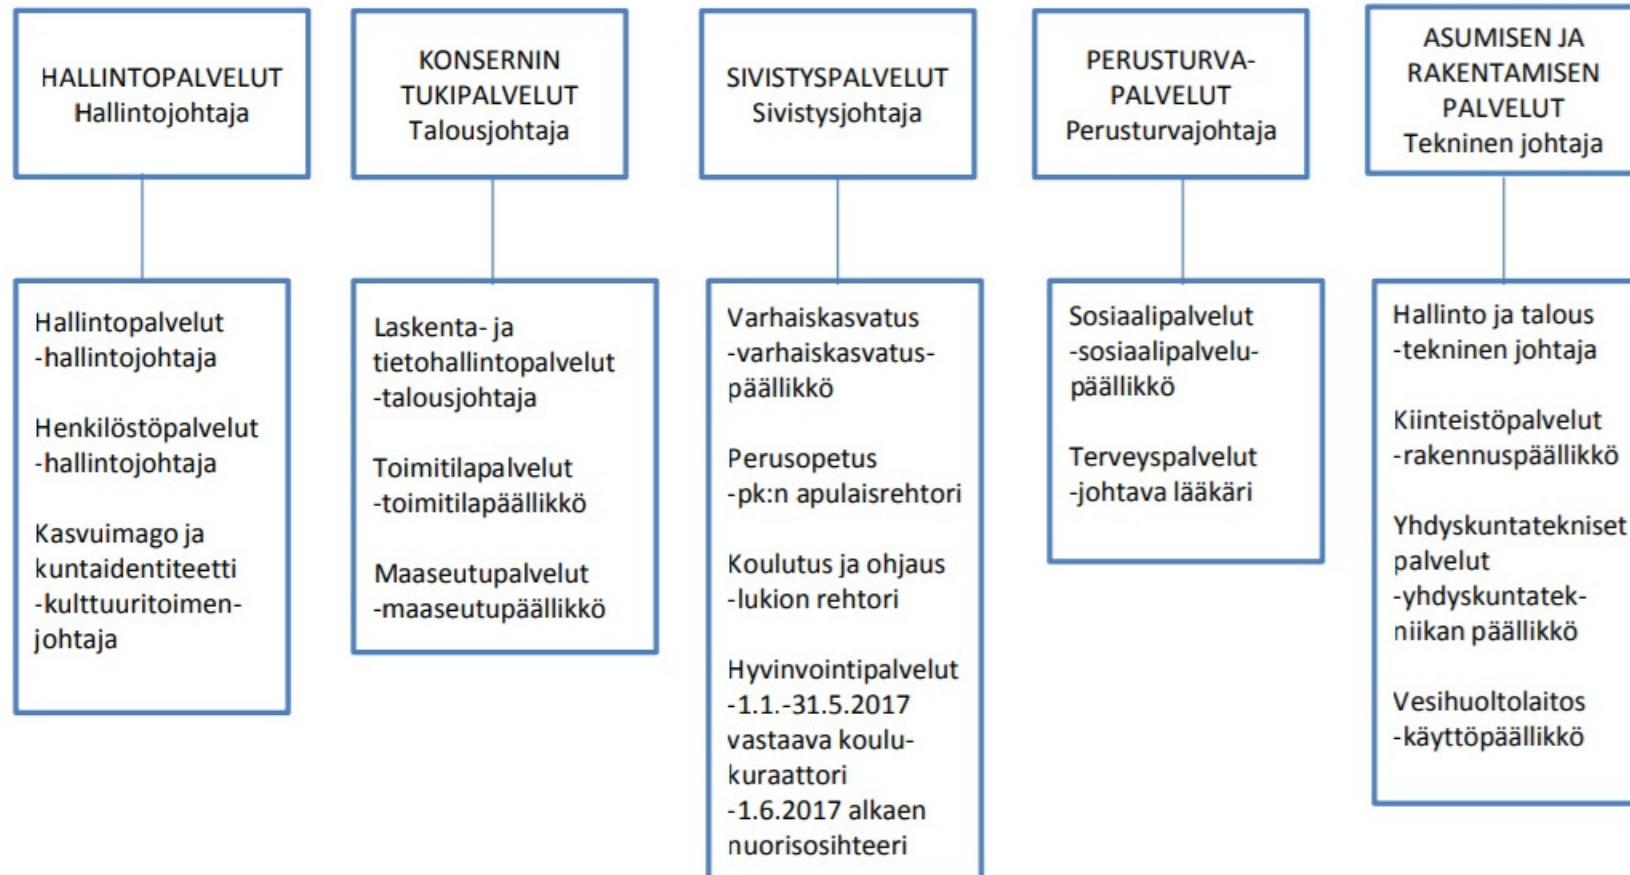 HALLINTOPALVELUT
Hallintojohtaja
KONSERNIN
TUKIPALVELUT
Talousjohtaja
SIVISTYSPALVELUT
Sivistysjohtaja
PERUSTURVA-
PALVELUT
Perusturvajohtaja
ASUMISEN JA
RAKENTAMISEN
PALVELUT
Tekninen johtaja
Hallintopalvelut
-hallintojohtaja
Henkilöstöpalvelut
-hallintojohtaja
Kasvuimago ja
kuntaidentiteetti
-kulttuuritoimen-
johtaja
Laskenta- ja
tietohallintopalvelut
-talousjohtaja
Toimitilapalvelut
-toimitilapäällikkö
Maaseutupalvelut
-maaseutupäällikkö
Varhaiskasvatus
-varhaiskasvatus-
päällikkö
Perusopetus
-pk:n apulaisrehtori
Koulutus ja ohjaus
-lukion rehtori
Hyvinvointipalvelut
-1.1.-31.5.2017
vastaava koulu-
kuraattori
-1.6.2017 alkaen
nuorisosihteeri
Sosiaalipalvelut
-sosiaalipalvelu-
päällikkö
Terveyspalvelut
-johtava lääkäri
Hallinto ja talous
-tekninen johtaja
Kiinteistöpalvelut
-rakennuspäällikkö
Yhdyskuntatekniset
palvelut
-yhdyskuntatek-
niikan päällikkö
Vesihuoltolaitos
-käyttöpäällikkö